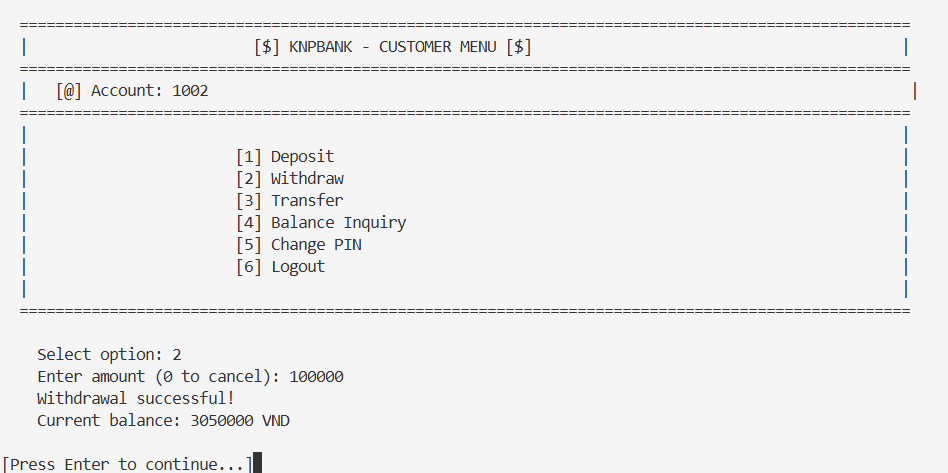 ===================================================================================================
|                         [$] KNPBANK - CUSTOMER MENU [$]                                         |
===================================================================================================
|   [@] Account: 1002                                                                              |
===================================================================================================
|                                                                                                 |
|                       [1] Deposit                                                               |
|                       [2] Withdraw                                                              |
|                       [3] Transfer                                                              |
|                       [4] Balance Inquiry                                                       |
|                       [5] Change PIN                                                            |
|                       [6] Logout                                                                |
|                                                                                                 |
===================================================================================================
Select option: 2
Enter amount (0 to cancel): 100000
Withdrawal successful!
Current balance: 3050000 VND
[Press Enter to continue...]